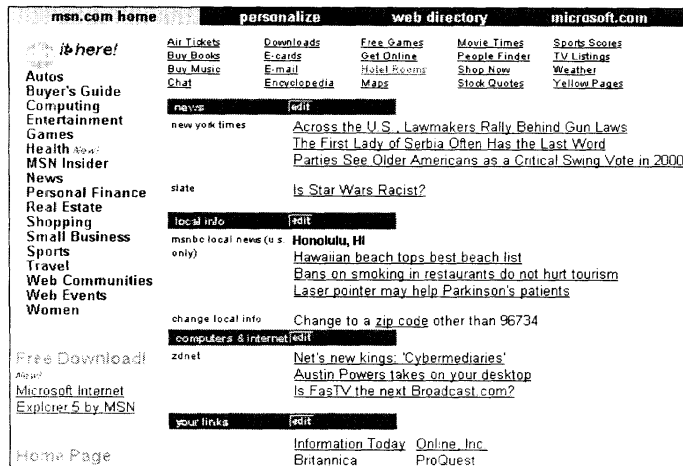 msn.com home personalize web directory microsoft.com
it here!
Air Tickets Downloads Free Games Movie Times Sports Scores
Buy Books E-cards Get Online People Finder TV Listings
Buy Music E-mail Hotel Rooms Shop Now Weather
Chat Encyclopedia Maps Stock Quotes Yellow Pages
Autos
Buyer's Guide
Computing
Entertainment
Games
Health New!
MSN Insider
News
Personal Finance
Real Estate
Shopping
Small Business
Sports
Travel
Web Communities
Web Events
Women
Free Download!
New!
Microsoft Internet
Explorer 5 by MSN
Home Page
news edit
new york times Across the U.S., Lawmakers Rally Behind Gun Laws
The First Lady of Serbia Often Has the Last Word
Parties See Older Americans as a Critical Swing Vote in 2000
slate Is Star Wars Racist?
local info edit
msnbc local news (u.s. Honolulu, HI
only)
Hawaiian beach tops best beach list
Bans on smoking in restaurants do not hurt tourism
Laser pointer may help Parkinson's patients
change local info Change to a zip code other than 96734
computers & internet edit
zdnet Net's new kings: 'Cybermediaries'
Austin Powers takes on your desktop
Is FasTV the next Broadcast.com?
your links edit
Information Today Online, Inc
Britannica ProQuest